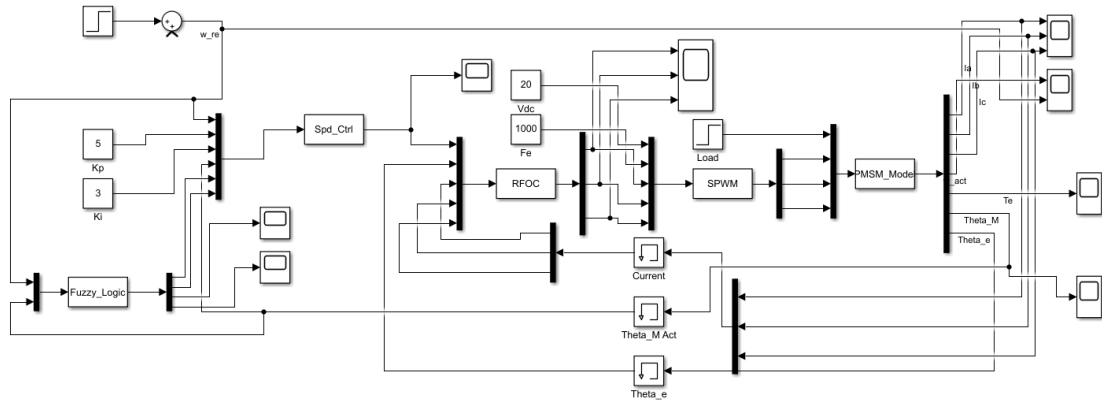 w_re
Ia
Ib
Ic
20
Vdc
5
Kp
Spd_Ctrl
1000
Fe
Load
3
Ki
RFOC
SPWM
PMSM_Mode
_act
Te
Theta_M
Theta_e
Fuzzy_Logic
Current
Theta_M Act
Theta_e